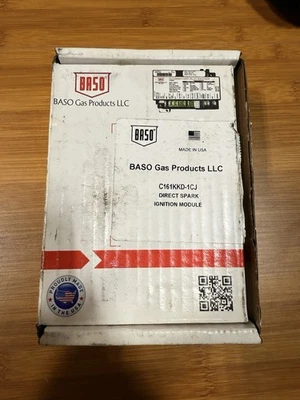 BASO
BASO Gas Products LLC
BASO
MADE IN USA
BASO Gas Products LLC
C161KKD-1CJ
DIRECT SPARK
IGNITION MODULE
PROUDLY MADE
IN THE USA